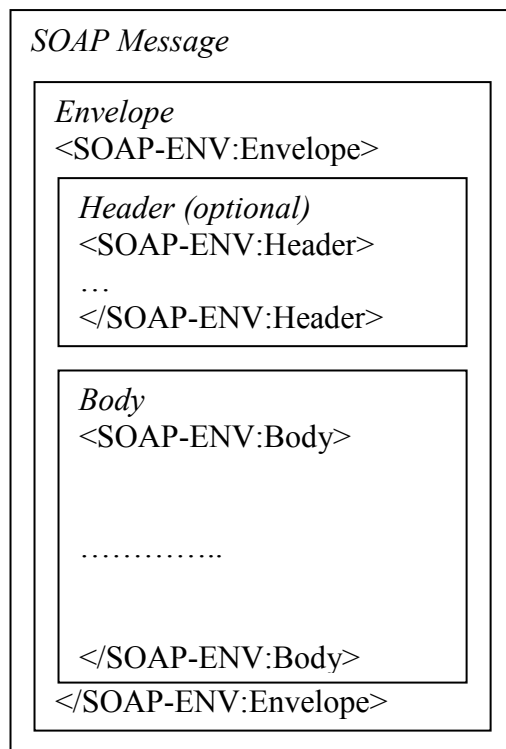 SOAP Message
Envelope
<SOAP-ENV:Envelope>
Header (optional)
<SOAP-ENV:Header>
…
</SOAP-ENV:Header>
Body
<SOAP-ENV:Body>
…………..
</SOAP-ENV:Body>
</SOAP-ENV:Envelope>